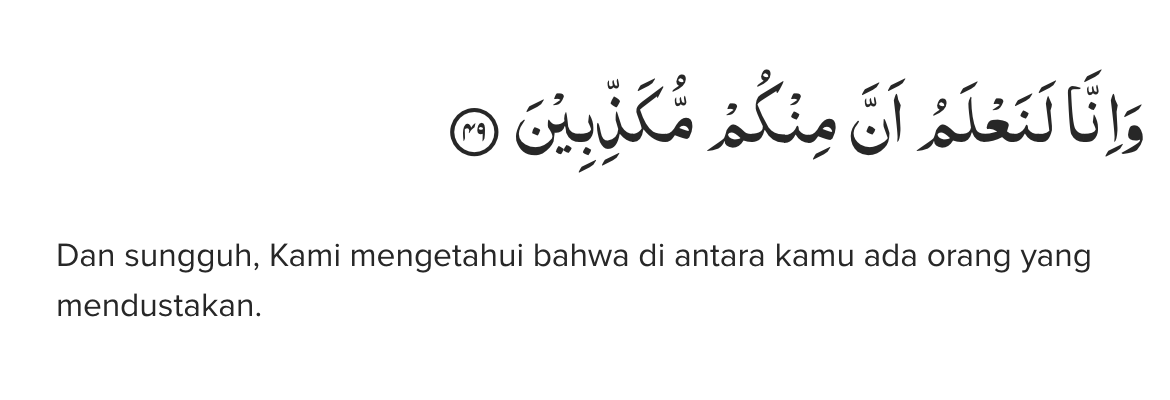 وَاِنَّا لَنَعْلَمُ اَنَّ مِنْكُمْ مُّكَذِّبِيْنَ ۝٤٩
Dan sungguh, Kami mengetahui bahwa di antara kamu ada orang yang
mendustakan.